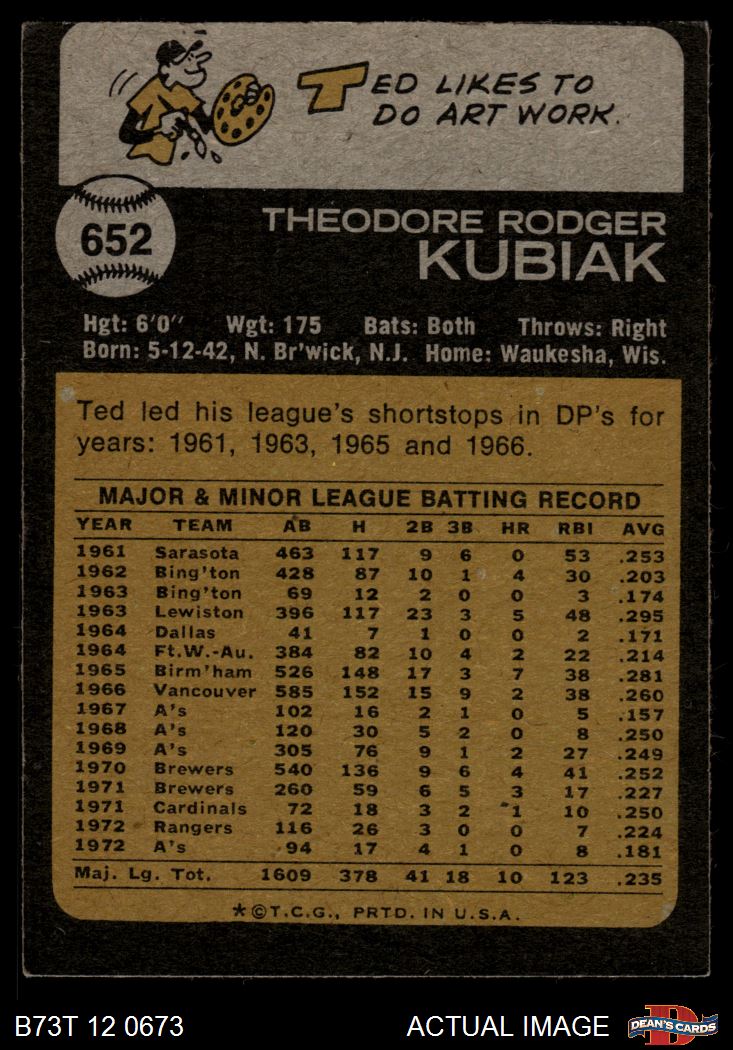 TED LIKES TO
DO ART WORK.
652
THEODORE RODGER
KUBIAK
Hgt: 6'0" Wgt: 175 Bats: Both Throws: Right
Born: 5-12-42, N. Br'wick, N.J. Home: Waukesha, Wis.
Ted led his league's shortstops in DP's for
years: 1961, 1963, 1965 and 1966.
MAJOR & MINOR LEAGUE BATTING RECORD
YEAR TEAM AB H 2B 3B HR RBI AVG
1961 Sarasota 463 117 9 6 0 53 .253
1962 Bing'ton 428 87 10 1 4 30 .203
1963 Bing'ton 69 12 2 0 0 3 .174
1963 Lewiston 396 117 23 3 5 48 .295
1964 Dallas 41 7 1 0 0 2 .171
1964 Ft.W.-Au. 384 82 10 4 2 22 .214
1965 Birm'ham 526 148 17 3 7 38 .281
1966 Vancouver 585 152 15 9 2 38 .260
1967 A's 102 16 2 1 0 5 .157
1968 A's 120 30 5 2 0 8 .250
1969 A's 305 76 9 1 2 27 .249
1970 Brewers 540 136 9 6 4 41 .252
1971 Brewers 260 59 6 5 3 17 .227
1971 Cardinals 72 18 3 2 1 10 .250
1972 Rangers 116 26 3 0 0 7 .224
1972 A's 94 17 4 1 0 8 .181
Maj. Lg. Tot. 1609 378 41 18 10 123 .235
*©T.C.G., PRTD. IN U.S.A.
B73T 12 0673 ACTUAL IMAGE DEAN'S CARDS